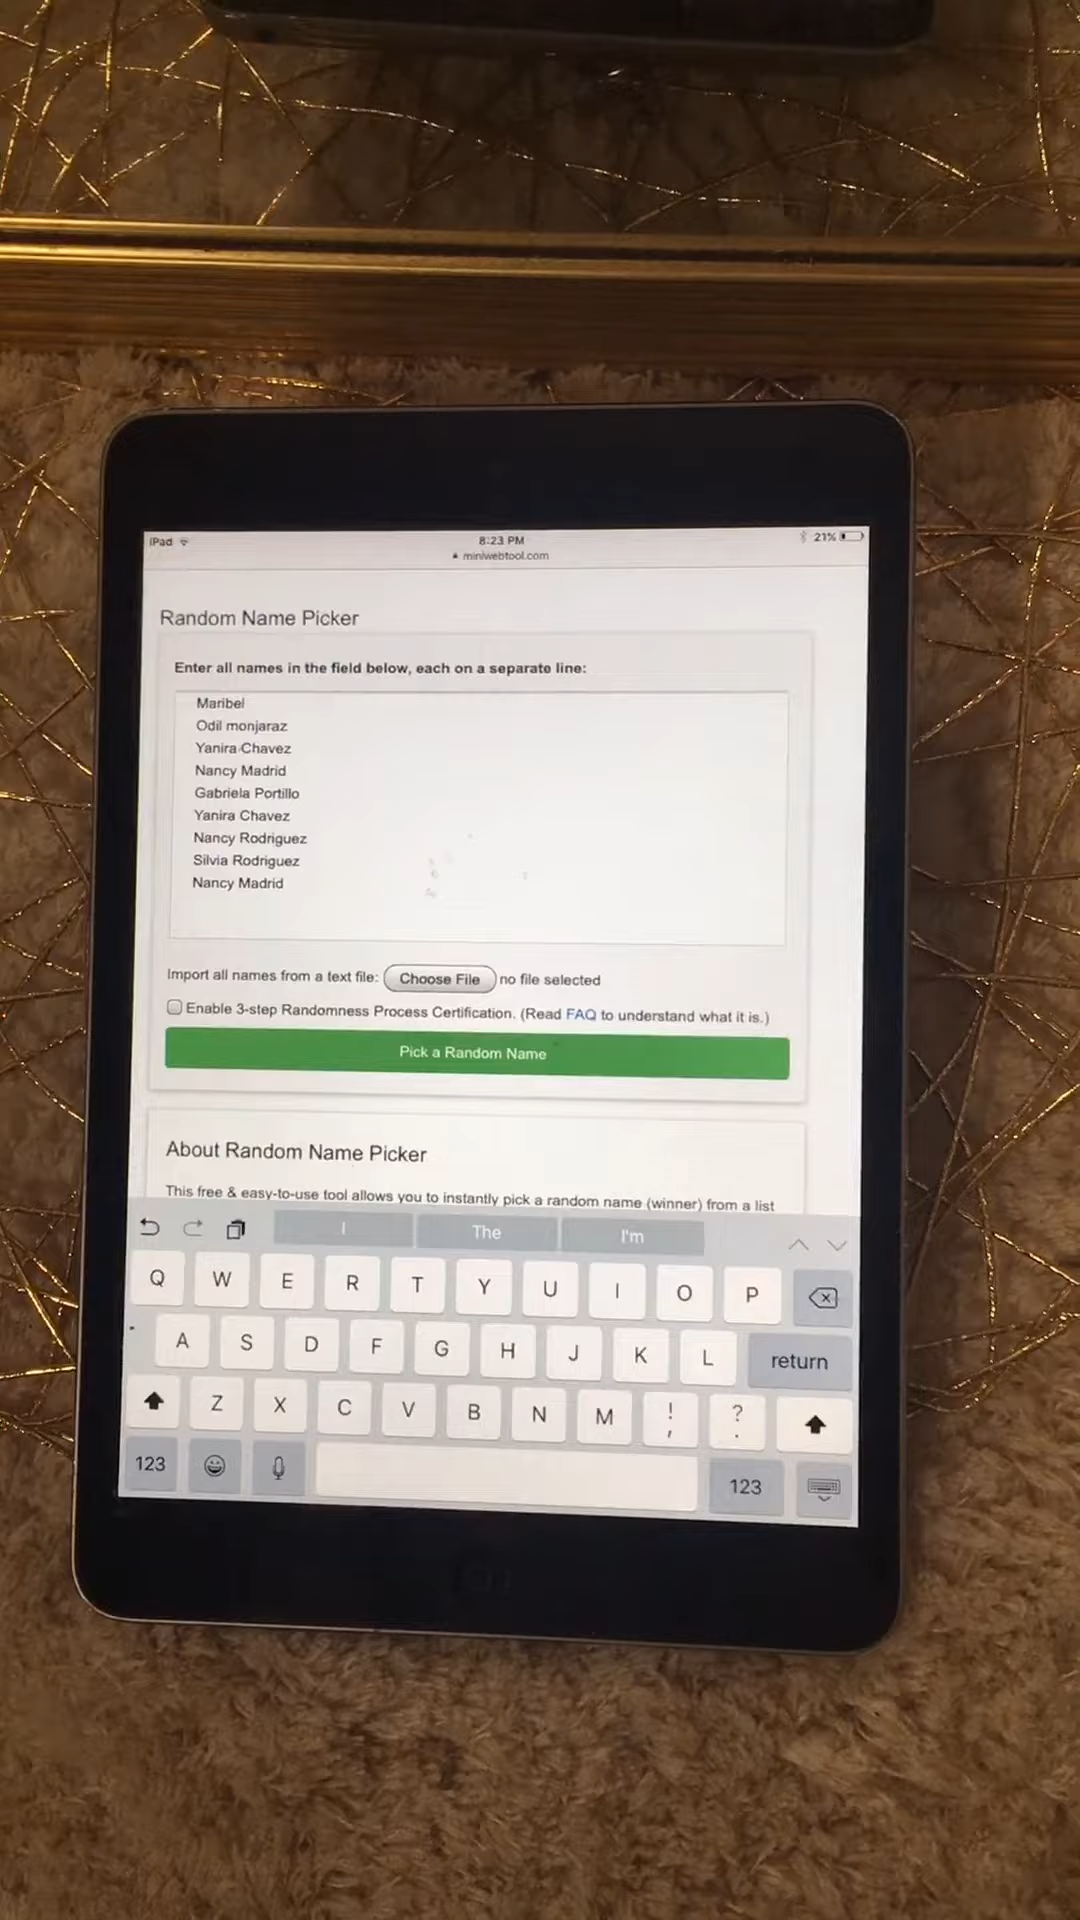 iPad 8:23 PM 21%
miniwebtool.com
Random Name Picker
Enter all names in the field below, each on a separate line:
Maribel
Odil monjaraz
Yanira Chavez
Nancy Madrid
Gabriela Portillo
Yanira Chavez
Nancy Rodriguez
Silvia Rodriguez
Nancy Madrid
Import all names from a text file: Choose File no file selected
Enable 3-step Randomness Process Certification. (Read FAQ to understand what it is.)
Pick a Random Name
About Random Name Picker
This free & easy-to-use tool allows you to instantly pick a random name (winner) from a list
I The I'm
Q W E R T Y U I O P
A S D F G H J K L return
Z X C V B N M ! , ? .
123 123